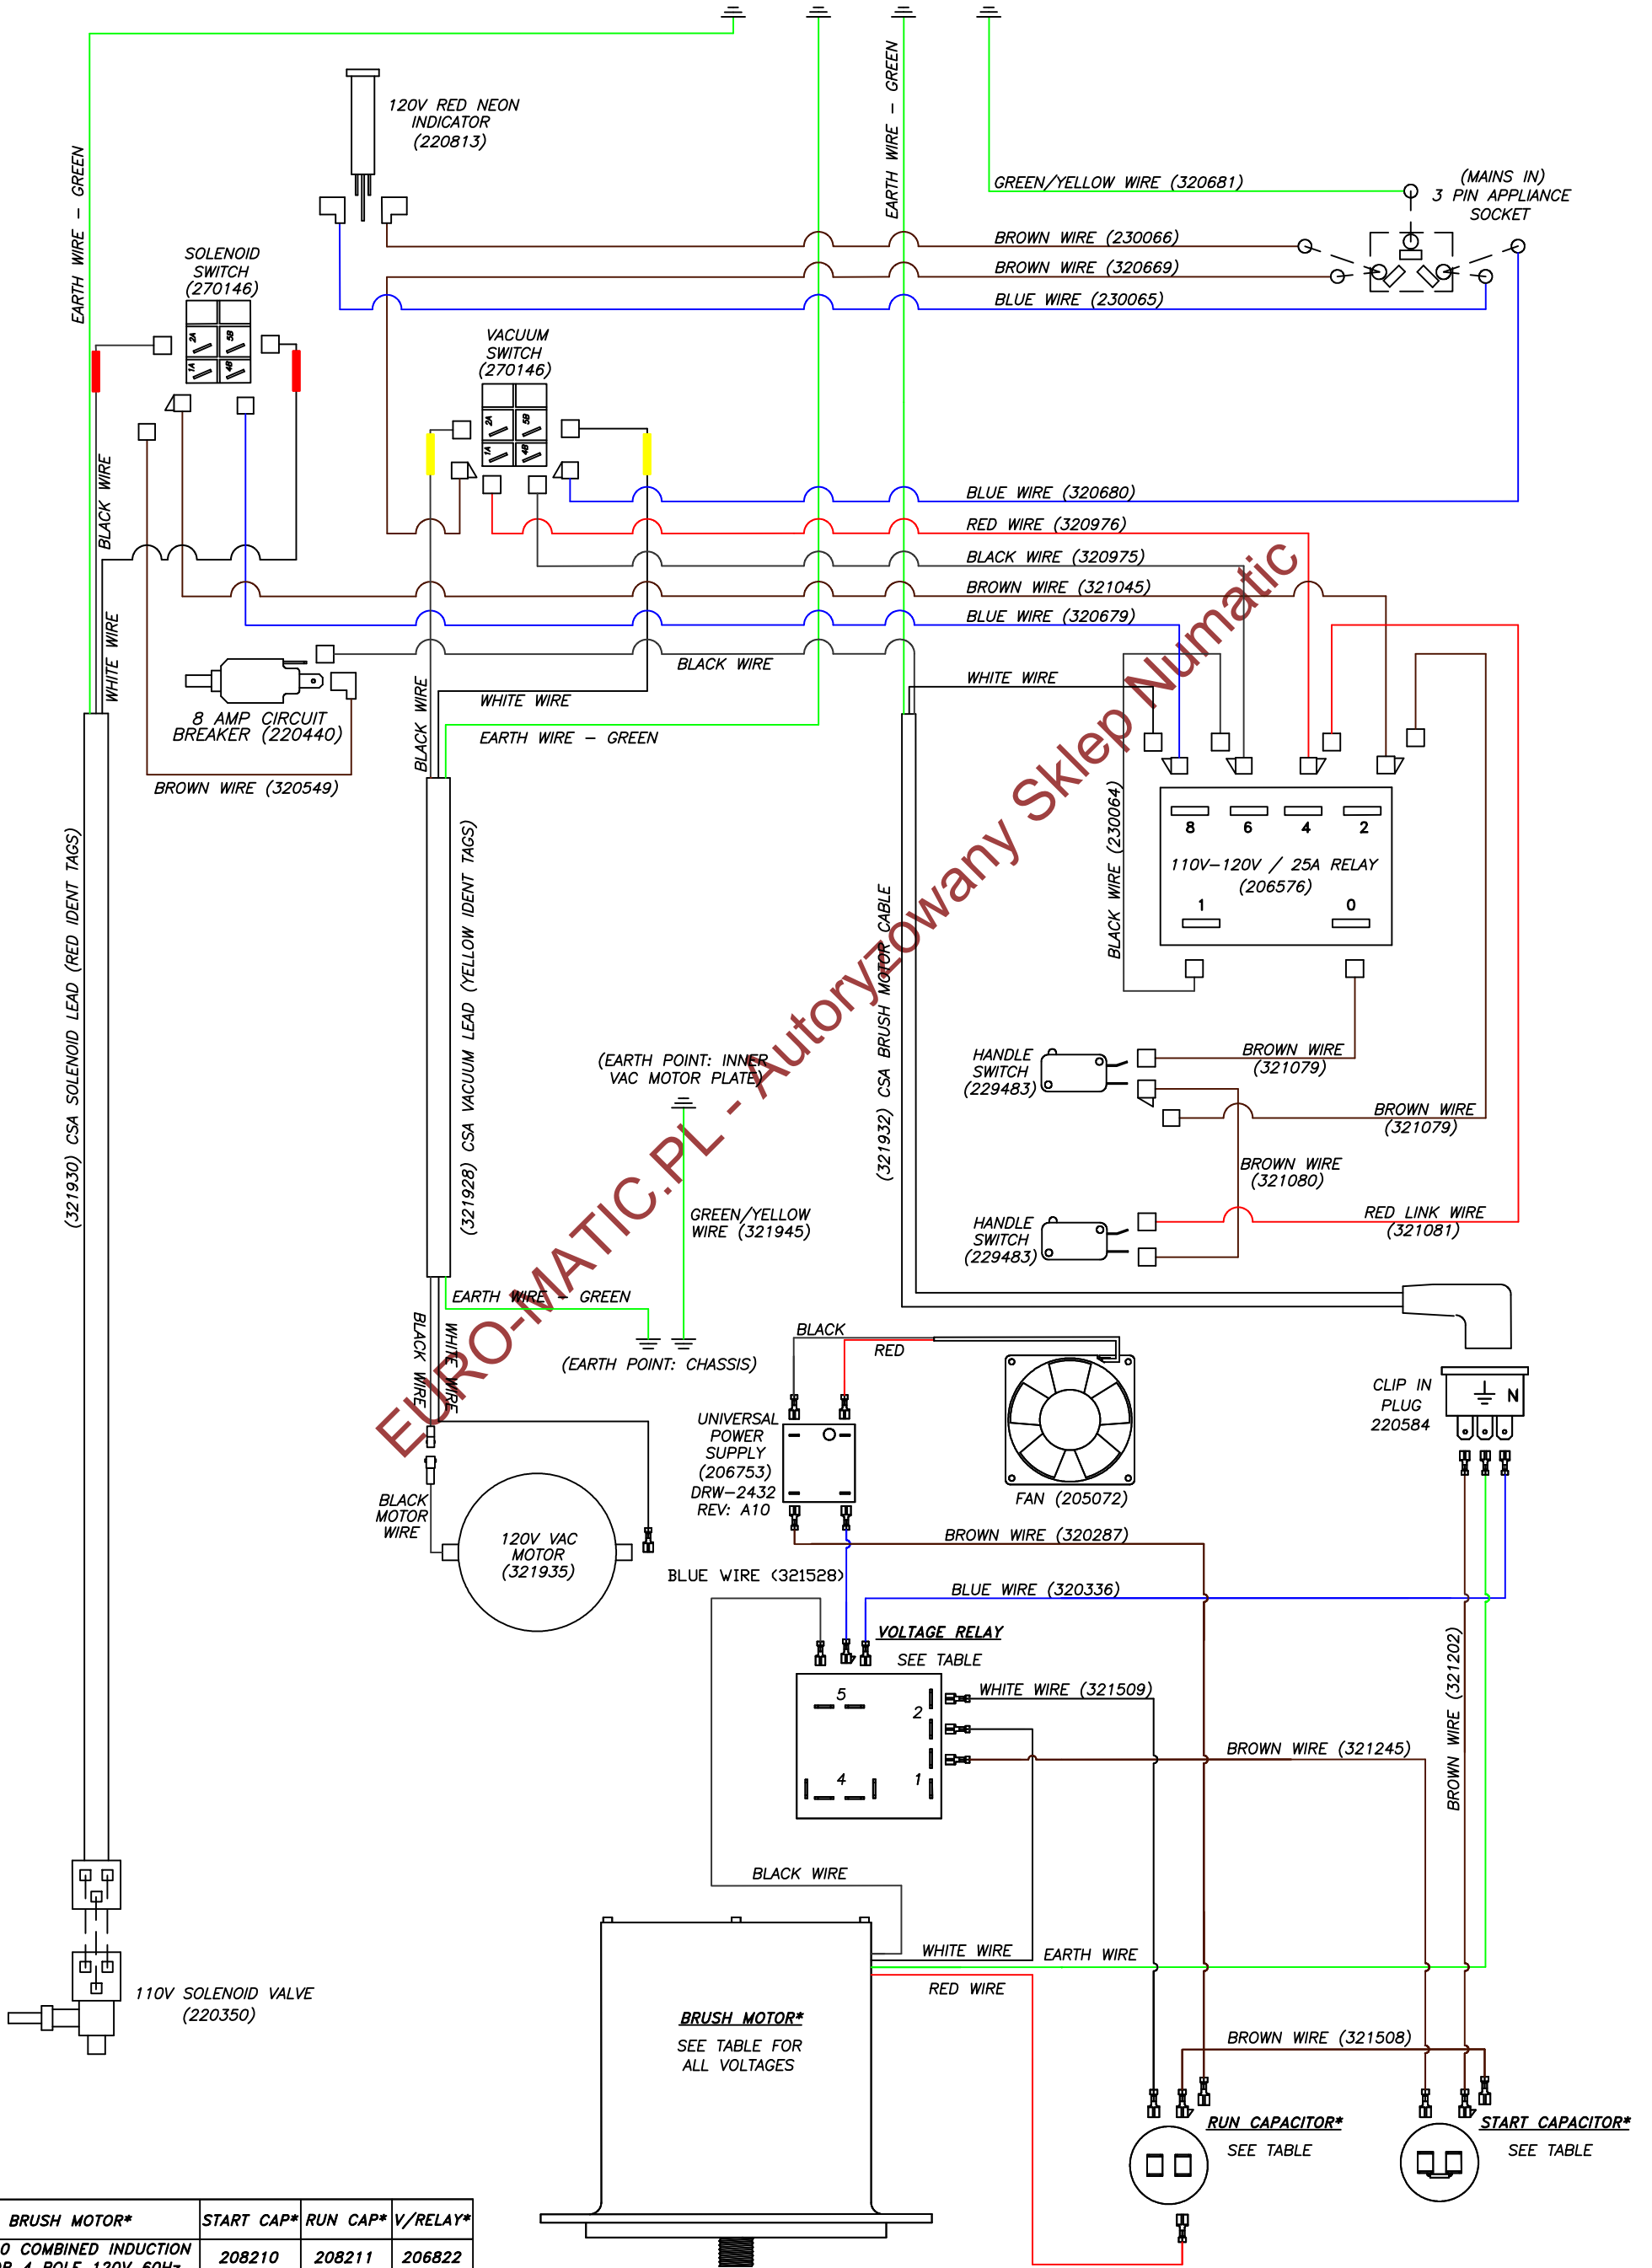 120V RED NEON
INDICATOR
(220813)
EARTH WIRE - GREEN
EARTH WIRE - GREEN
GREEN/YELLOW WIRE (320681)
(MAINS IN)
3 PIN APPLIANCE
SOCKET
BROWN WIRE (230066)
BROWN WIRE (320669)
BLUE WIRE (230065)
SOLENOID
SWITCH
(270146)
2A
5B
1A
4B
VACUUM
SWITCH
(270146)
2A
5B
1A
4B
BLACK WIRE
BLUE WIRE (320680)
RED WIRE (320976)
BLACK WIRE (320975)
BROWN WIRE (321045)
BLUE WIRE (320679)
WHITE WIRE
BLACK WIRE
WHITE WIRE
BLACK WIRE
WHITE WIRE
8 AMP CIRCUIT
BREAKER (220440)
EARTH WIRE - GREEN
BROWN WIRE (320549)
BLACK WIRE (230064)
8
6
4
2
110V-120V / 25A RELAY
(206576)
1
0
(321930) CSA SOLENOID LEAD (RED IDENT TAGS)
(321928) CSA VACUUM LEAD (YELLOW IDENT TAGS)
(321932) CSA BRUSH MOTOR CABLE
EURO-MATIC.PL - Autoryzowany Sklep Numatic
(EARTH POINT: INNER
VAC MOTOR PLATE)
HANDLE
SWITCH
(229483)
BROWN WIRE
(321079)
BROWN WIRE
(321079)
BROWN WIRE
(321080)
GREEN/YELLOW
WIRE (321945)
HANDLE
SWITCH
(229483)
RED LINK WIRE
(321081)
EARTH WIRE - GREEN
BLACK WIRE
WHITE WIRE
(EARTH POINT: CHASSIS)
BLACK
RED
CLIP IN
PLUG
220584
N
UNIVERSAL
POWER
SUPPLY
(206753)
DRW-2432
REV: A10
FAN (205072)
BLACK
MOTOR
WIRE
120V VAC
MOTOR
(321935)
BROWN WIRE (320287)
BLUE WIRE (321528)
BLUE WIRE (320336)
VOLTAGE RELAY
SEE TABLE
BROWN WIRE (321202)
5
2
4
1
WHITE WIRE (321509)
BROWN WIRE (321245)
BLACK WIRE
WHITE WIRE
EARTH WIRE
RED WIRE
110V SOLENOID VALVE
(220350)
BRUSH MOTOR*
SEE TABLE FOR
ALL VOLTAGES
BROWN WIRE (321508)
RUN CAPACITOR*
SEE TABLE
START CAPACITOR*
SEE TABLE
BRUSH MOTOR*
START CAP*
RUN CAP*
V/RELAY*
COMBINED INDUCTION
4 POLE 120V 60Hz
208210
208211
206822